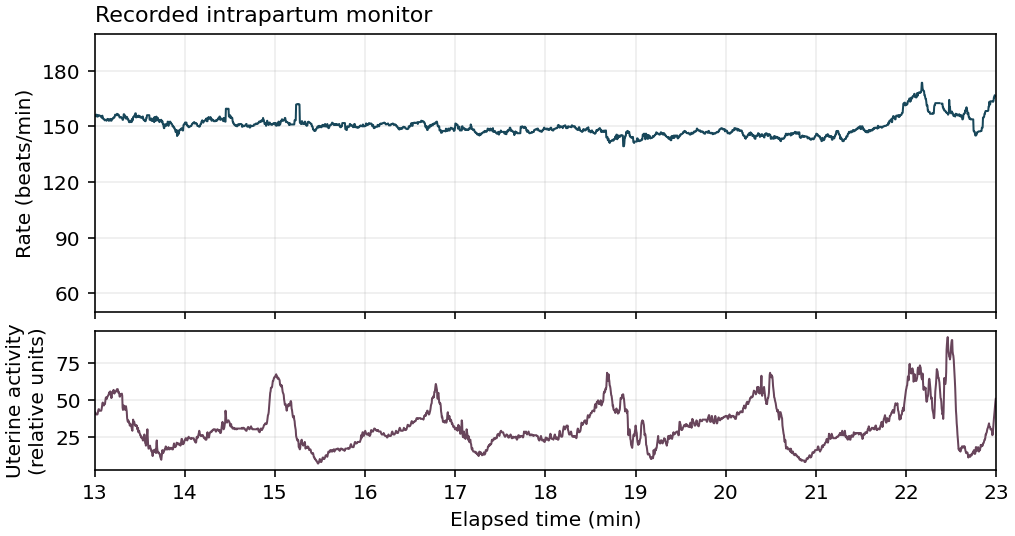 Recorded intrapartum monitor
Rate (beats/min)
180
150
120
90
60
Uterine activity
(relative units)
75
50
25
13 14 15 16 17 18 19 20 21 22 23
Elapsed time (min)